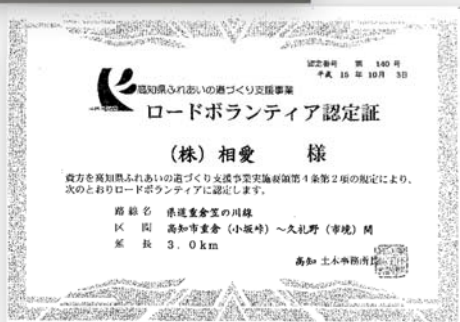 認定番号 第 140 号
平成 15 年 10月 3日
高知県ふれあいの道づくり支援事業
ロードボランティア認定証
(株) 相愛 様
貴方を高知県ふれあいの道づくり支援事業実施要領第4条第2項の規定により、
次のとおりロードボランティアに認定します。
路線名 県道重倉笠の川線
区間 高知市重倉(小坂峠)~久礼野(市境)間
延長 3.0km
高知土木事務所長